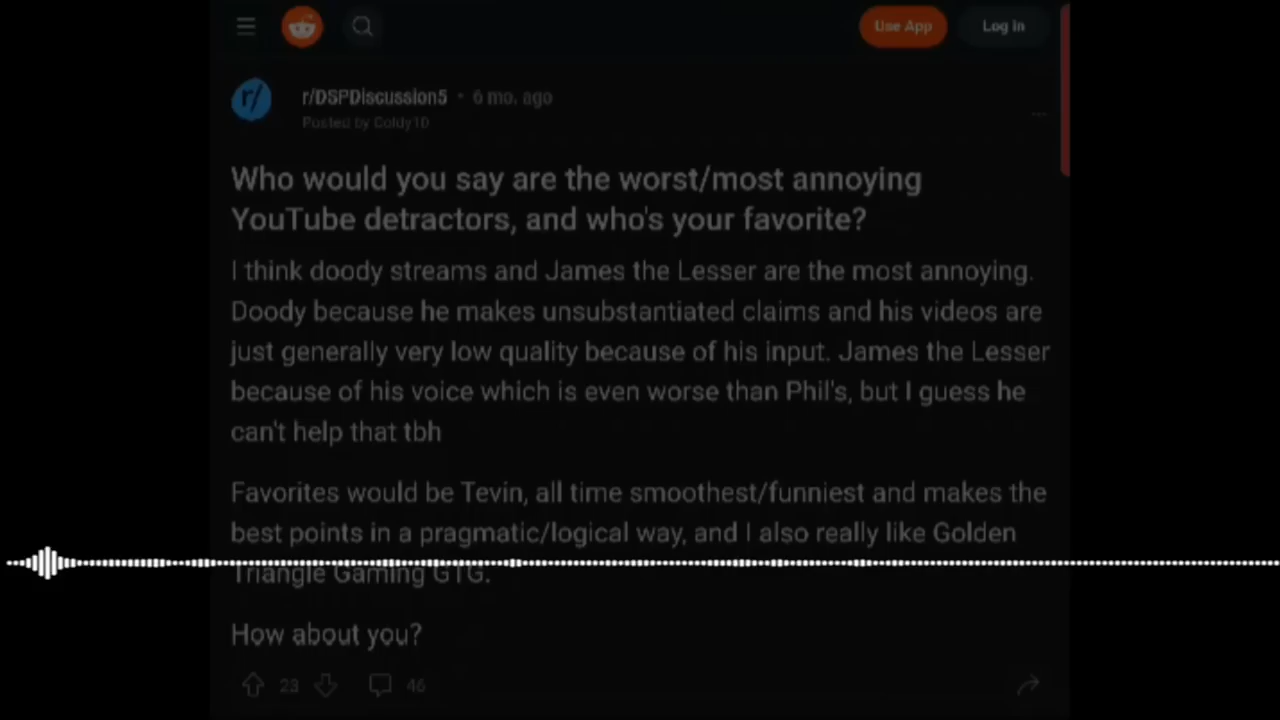 Use App
Log In
r/
r/DSPDiscussion5 • 6 mo. ago
Posted by Coldy10
Who would you say are the worst/most annoying
YouTube detractors, and who's your favorite?
I think doody streams and James the Lesser are the most annoying.
Doody because he makes unsubstantiated claims and his videos are
just generally very low quality because of his input. James the Lesser
because of his voice which is even worse than Phil's, but I guess he
can't help that tbh
Favorites would be Tevin, all time smoothest/funniest and makes the
best points in a pragmatic/logical way, and I also really like Golden
Triangle Gaming GTG.
How about you?
23
46